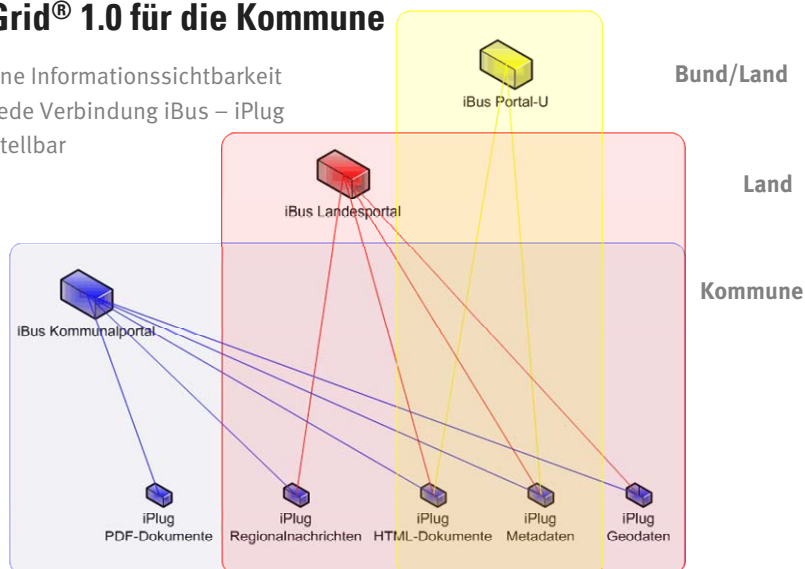 Grid® 1.0 für die Kommune
ne Informationssichtbarkeit
ede Verbindung iBus – iPlug
tellbar
Bund/Land
iBus Portal-U
Land
iBus Landesportal
Kommune
iBus Kommunalportal
iPlug
PDF-Dokumente
iPlug
Regionalnachrichten
iPlug
HTML-Dokumente
iPlug
Metadaten
iPlug
Geodaten